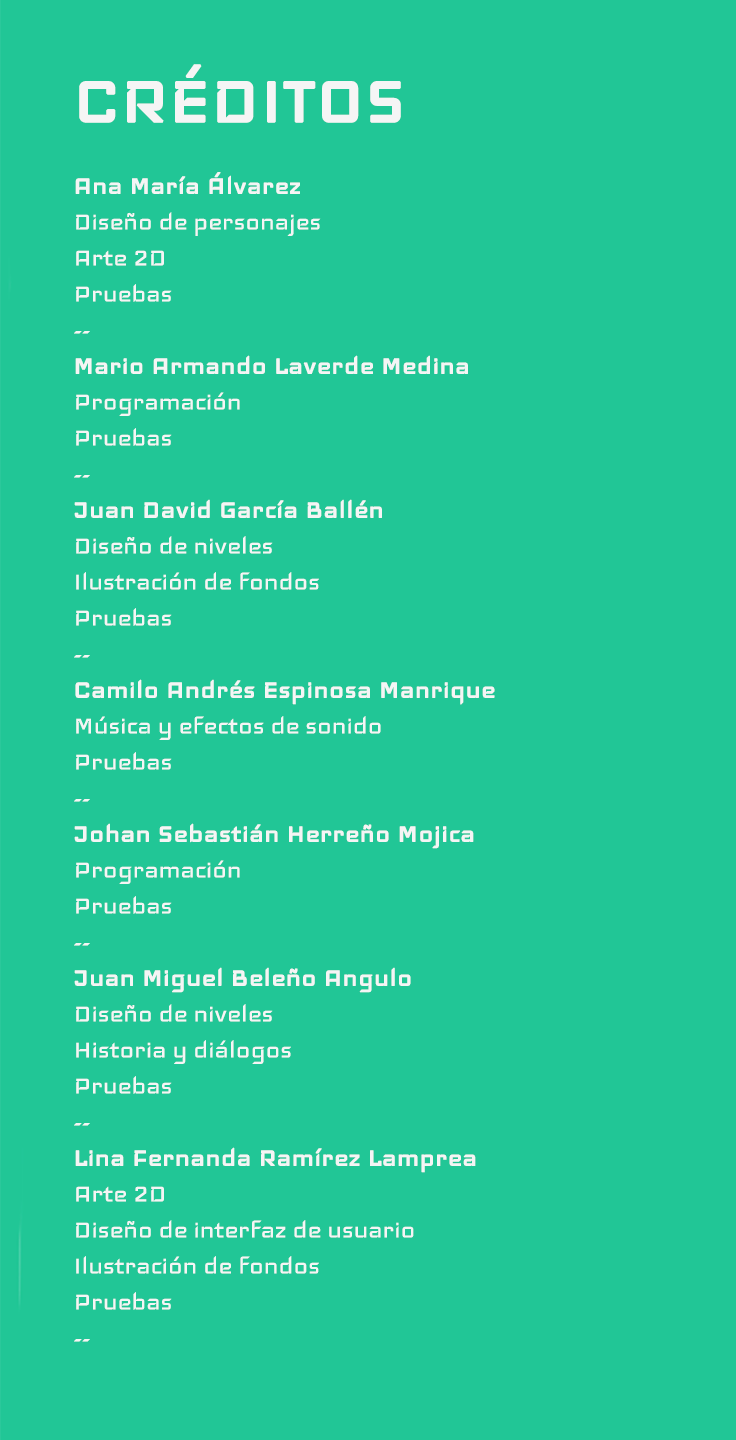 CRÉDITOS
Ana María Álvarez
Diseño de personajes
Arte 2D
Pruebas
--
Mario Armando Laverde Medina
Programación
Pruebas
--
Juan David García Ballén
Diseño de niveles
Ilustración de fondos
Pruebas
--
Camilo Andrés Espinosa Manrique
Música y efectos de sonido
Pruebas
--
Johan Sebastián Herreño Mojica
Programación
Pruebas
--
Juan Miguel Beleño Angulo
Diseño de niveles
Historia y diálogos
Pruebas
--
Lina Fernanda Ramírez Lamprea
Arte 2D
Diseño de interfaz de usuario
Ilustración de fondos
Pruebas
--